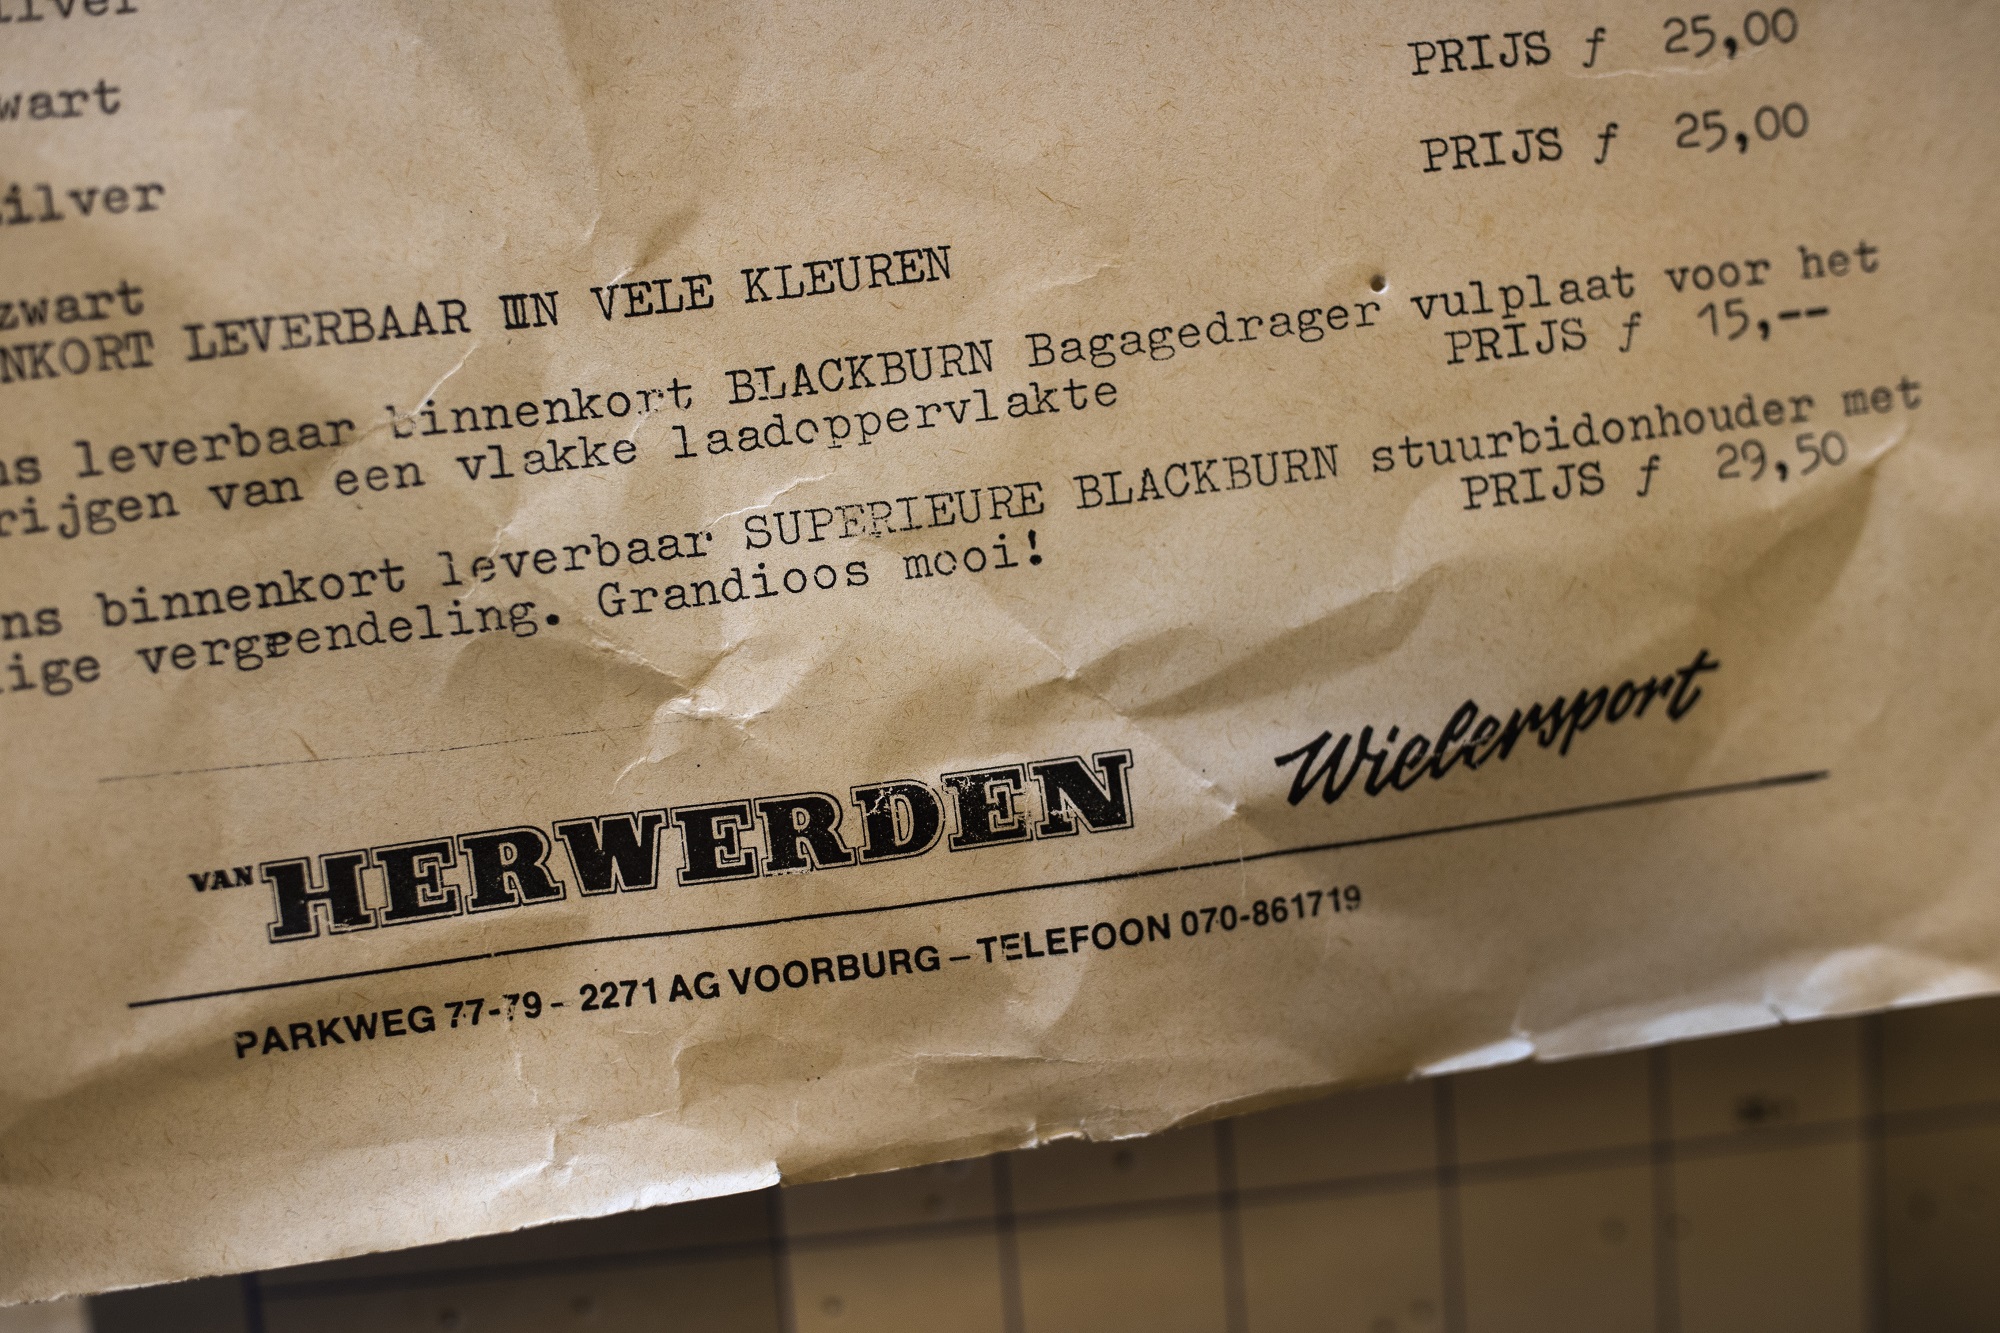 ilver
PRIJS ƒ 25,00
wart
PRIJS ƒ 25,00
ilver
zwart
NKORT LEVERBAAR IN VELE KLEUREN
ns leverbaar binnenkort BLACKBURN Bagagedrager vulplaat voor het
rijgen van een vlakke laadoppervlakte PRIJS ƒ 15,--
ns binnenkort leverbaar SUPERIEURE BLACKBURN stuurbidonhouder met
ige vergrendeling. Grandioos mooi! PRIJS ƒ 29,50
VAN HERWERDEN Wielersport
PARKWEG 77-79 - 2271 AG VOORBURG – TELEFOON 070-861719